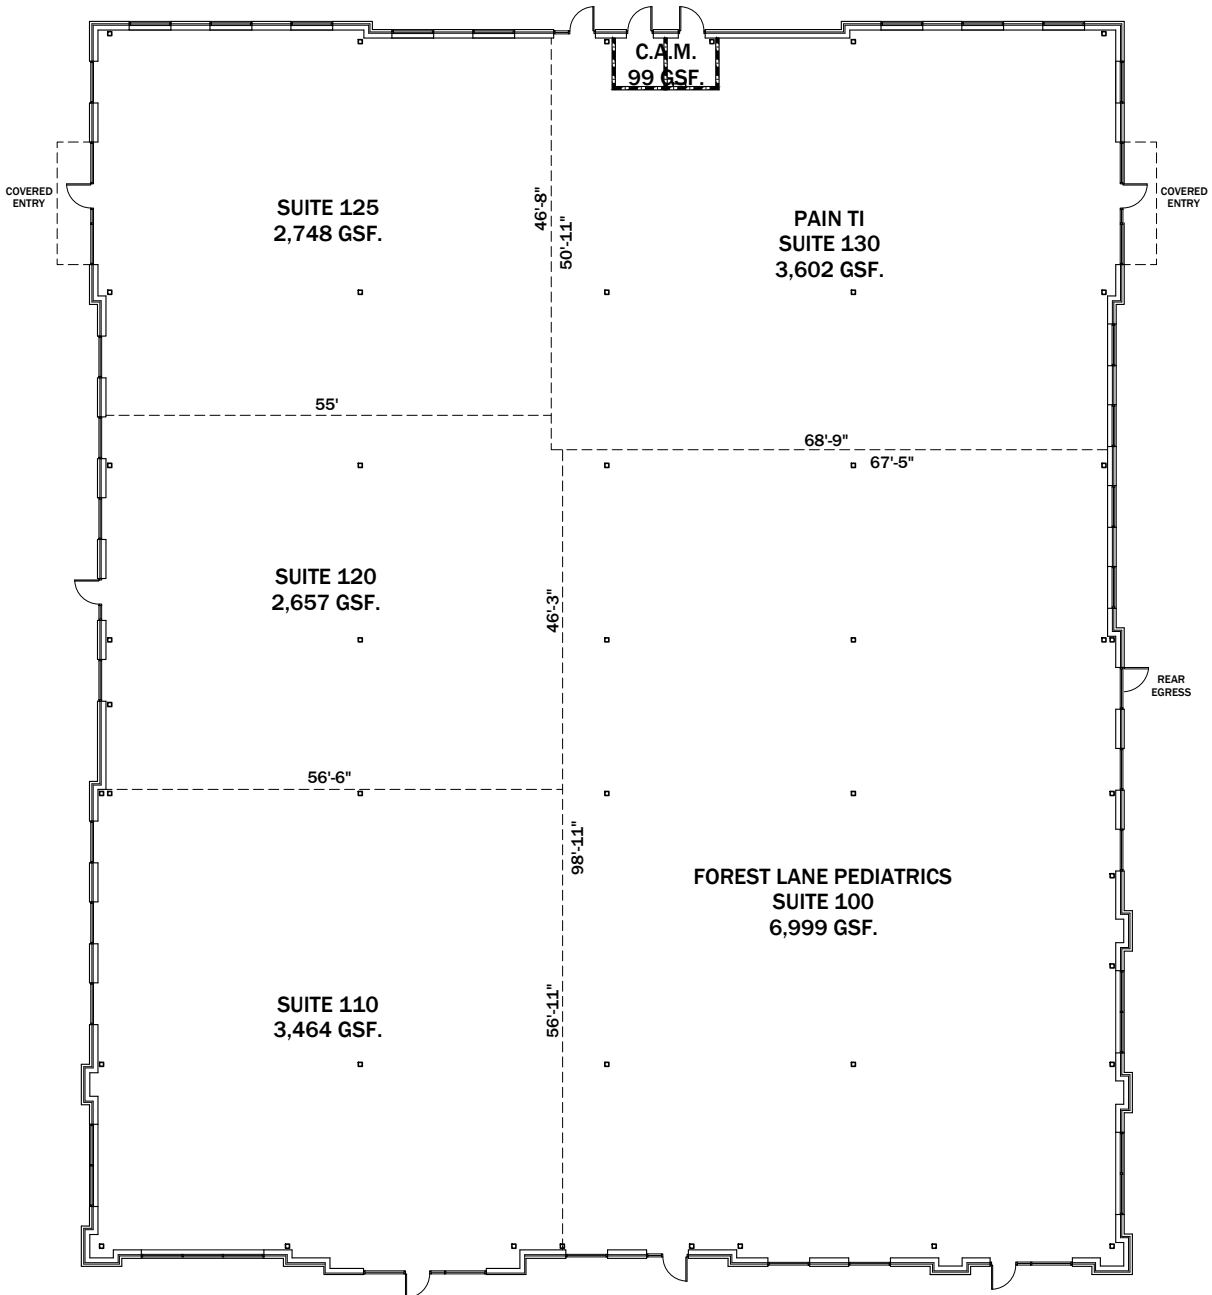 C.A.M.
99 GSF.
COVERED
ENTRY
SUITE 125
2,748 GSF.
46'-8"
50'-11"
PAIN TI
SUITE 130
3,602 GSF.
COVERED
ENTRY
55'
68'-9"
67'-5"
SUITE 120
2,657 GSF.
46'-3"
REAR
EGRESS
56'-6"
98'-11"
FOREST LANE PEDIATRICS
SUITE 100
6,999 GSF.
SUITE 110
3,464 GSF.
56'-11"